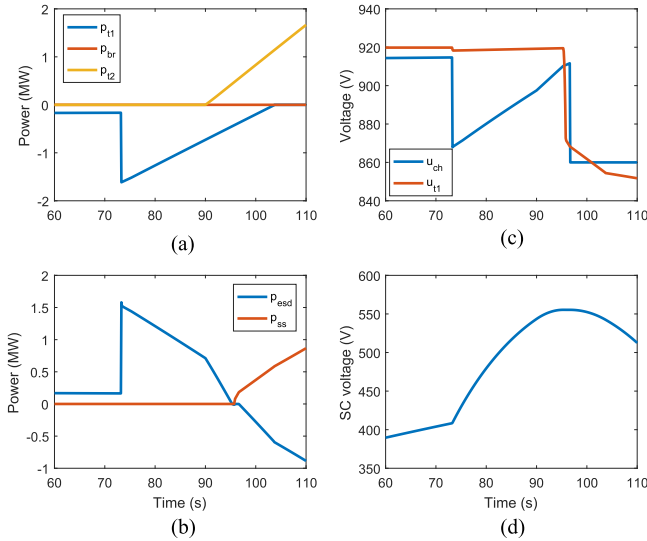 2
1
0
-1
-2
Power (MW)
60 70 80 90 100 110
p_t1
p_br
p_t2
(a)
920
900
880
860
840
Voltage (V)
60 70 80 90 100 110
u_ch
u_t1
(c)
2
1.5
1
0.5
0
-0.5
-1
Power (MW)
60 70 80 90 100 110
Time (s)
p_esd
p_ss
(b)
940
600
550
500
450
400
350
SC voltage (V)
60 70 80 90 100 110
Time (s)
(d)